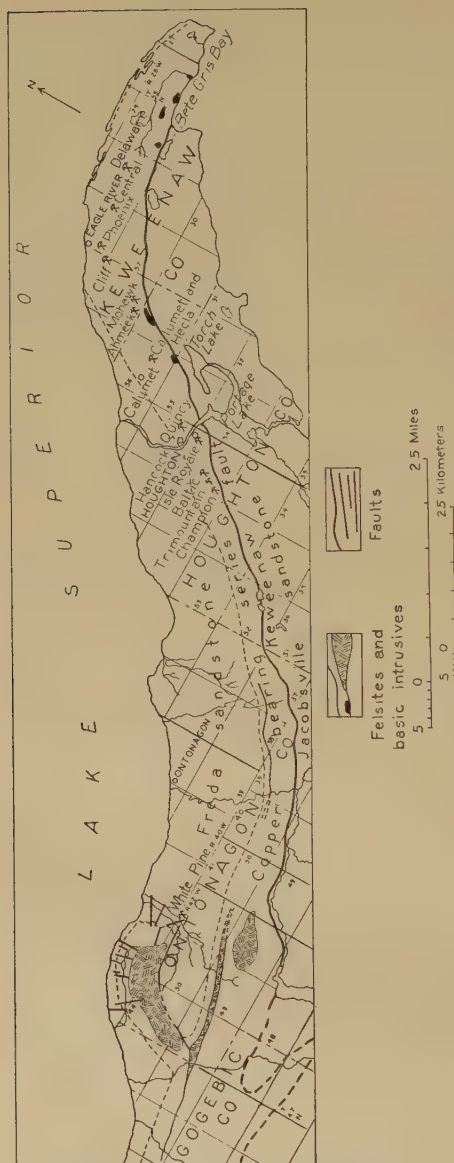 N
LAKE SUPERIOR
Bete Gris Bay
Delaware
Central
EAGLE RIVER
Phoenix
Cliff
KEWEENAW CO
Mohawk
Ahmeek
Calumet
Calumet and
Hecla
Torch
Lake
Portage
Lake
Hancock
Quincy
HOUGHTON
Isle Royale
Baltic
Trimountain
Champion
HOUGHTON CO
Keweenaw fault
Copper bearing series
Jacobsville sandstone
Freda sandstone
ONTONAGON
ONTONAGON CO
White Pine
GOGEBIC
CO
Felsites and
basic intrusives
Faults
5 0 25 Miles
5 0 25 Kilometers